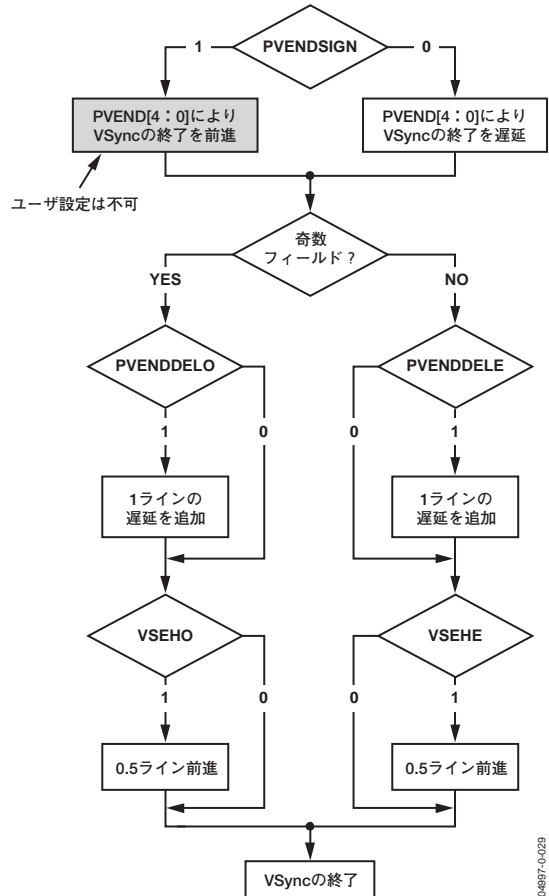 PVENDSIGN
1
0
PVEND[4:0]により
VSyncの終了を前進
PVEND[4:0]により
VSyncの終了を遅延
ユーザ設定は不可
奇数
フィールド?
YES
NO
PVENDDELO
PVENDDELE
1
0
0
1
1ラインの
遅延を追加
1ラインの
遅延を追加
VSEHO
VSEHE
1
0
0
1
0.5ライン前進
0.5ライン前進
VSyncの終了
04997-0-029